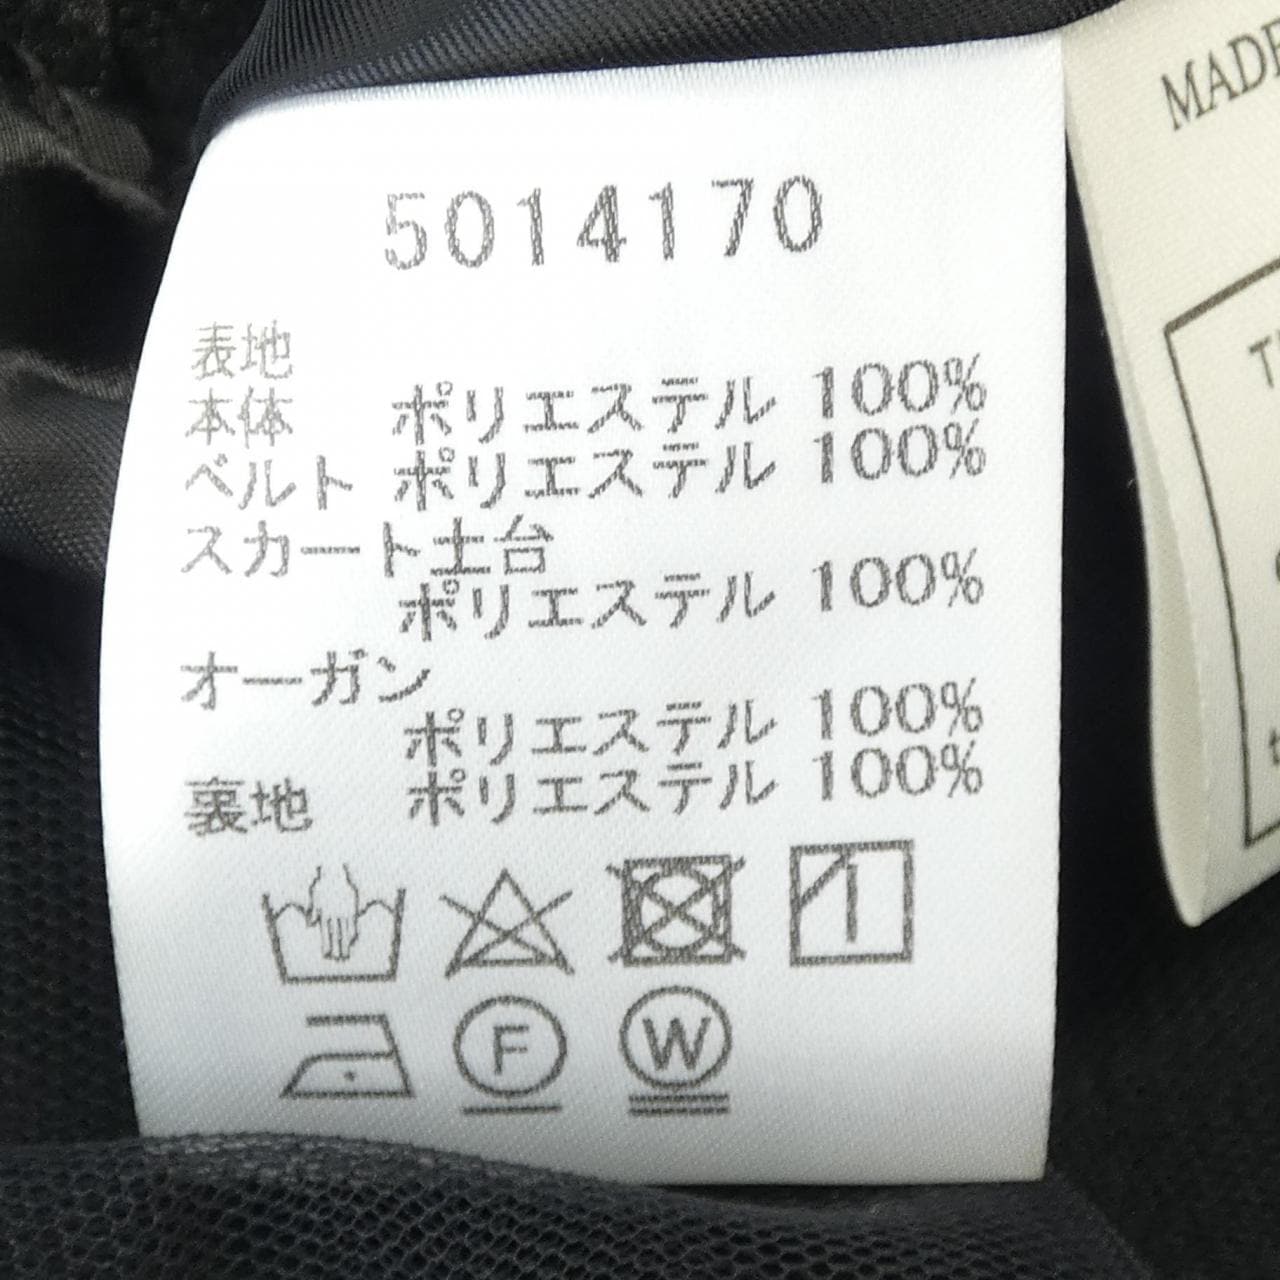 5014170
表地
本体 ポリエステル 100%
ベルト ポリエステル 100%
スカート土台
ポリエステル 100%
オーガン
ポリエステル 100%
裏地 ポリエステル 100%
F
W
MADE